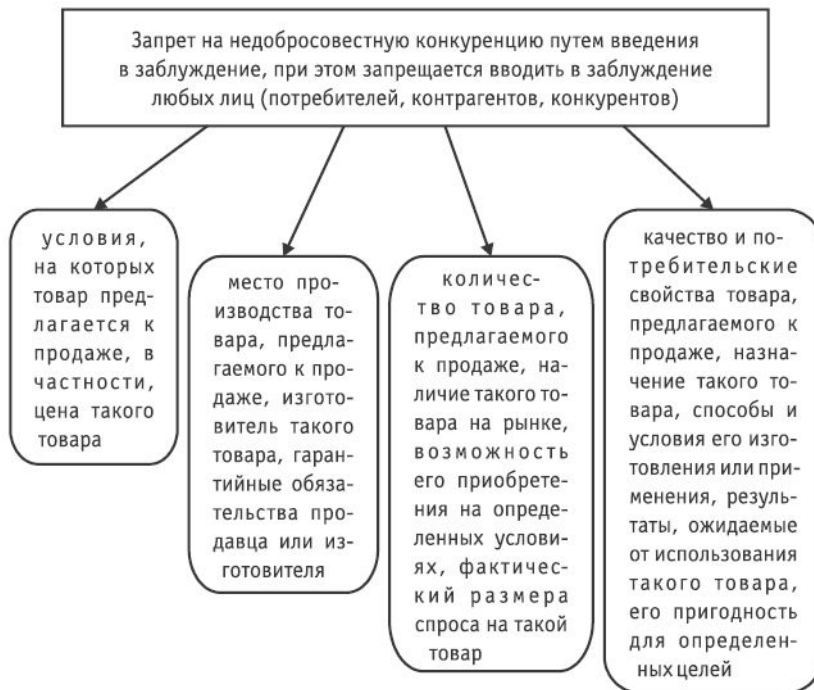 Запрет на недобросовестную конкуренцию путем введения
в заблуждение, при этом запрещается вводить в заблуждение
любых лиц (потребителей, контрагентов, конкурентов)
условия,
на которых
товар пред-
лагается к
продаже, в
частности,
цена такого
товара
место про-
изводства то-
вара, предла-
гаемого к про-
даже, изгото-
витель такого
товара, гаран-
тийные обяза-
тельства про-
давца или из-
готовителя
количес-
тво товара,
предлагаемого
к продаже, на-
личие такого то-
вара на рынке,
возможность
его приобрете-
ния на опреде-
ленных услови-
ях, фактичес-
кий размера
спроса на такой
товар
качество и по-
требительские
свойства товара,
предлагаемого к
продаже, назна-
чение такого то-
вара, способы и
условия его изго-
товления или при-
менения, резуль-
таты, ожидаемые
от использования
такого товара,
его пригодность
для определен-
ных целей